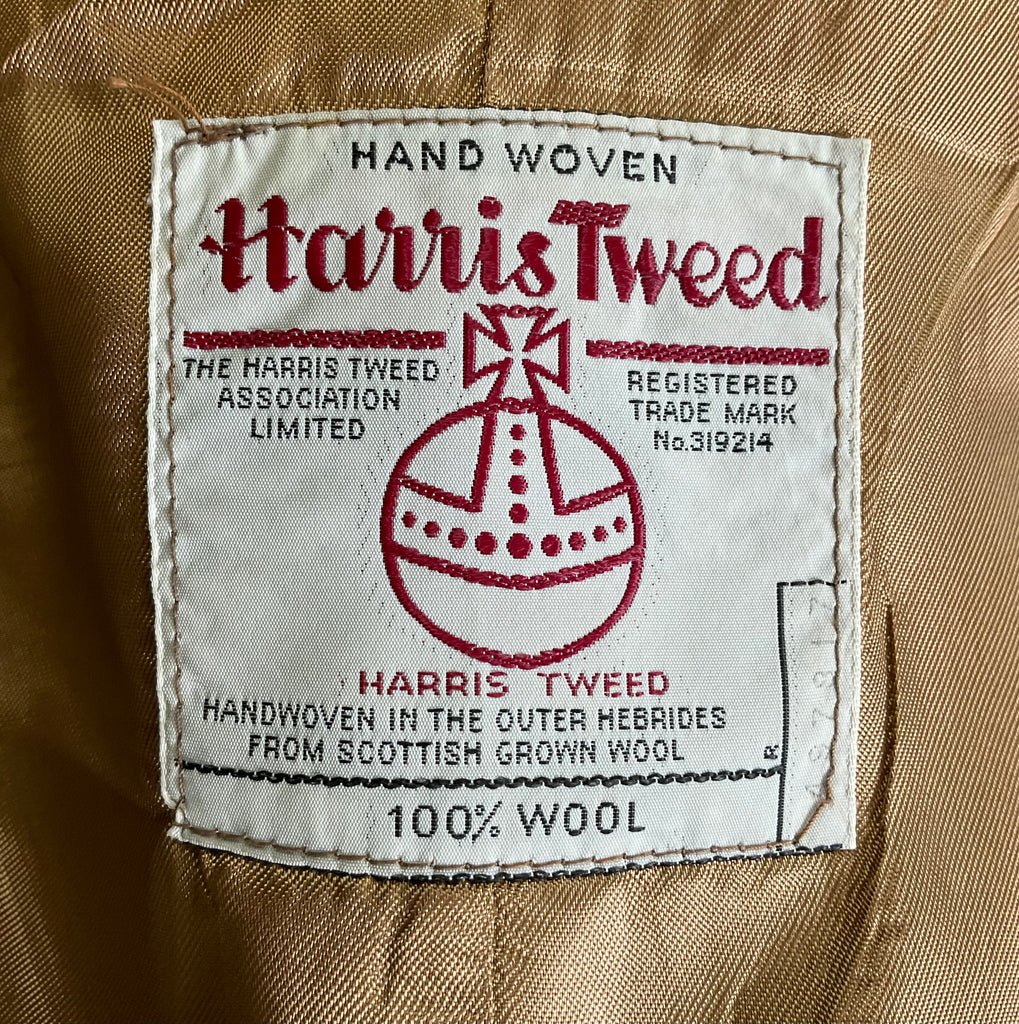 HAND WOVEN
Harris Tweed
THE HARRIS TWEED
ASSOCIATION
LIMITED
REGISTERED
TRADE MARK
No.319214
HARRIS TWEED
HANDWOVEN IN THE OUTER HEBRIDES
FROM SCOTTISH GROWN WOOL
R
100% WOOL